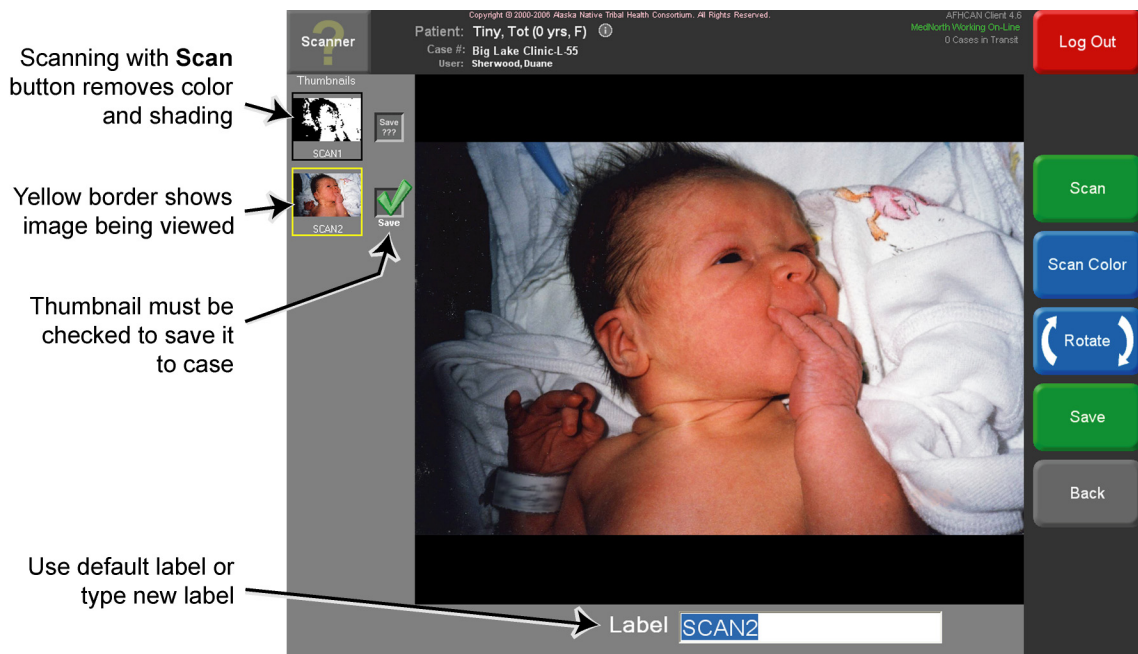 Copyright © 2000-2006 Alaska Native Tribal Health Consortium. All Rights Reserved.
AFHCAN Client 4.6
MedNorth Working On-Line
0 Cases in Transit
?
Scanner
Patient: Tiny, Tot (0 yrs, F) i
Case #: Big Lake Clinic-L-55
User: Sherwood, Duane
Log Out
Scanning with Scan
button removes color
and shading
Thumbnails
Save
???
SCAN1
Yellow border shows
image being viewed
SCAN2
Save
Thumbnail must be
checked to save it
to case
Scan
Scan Color
Rotate
Save
Back
Use default label or
type new label
Label SCAN2